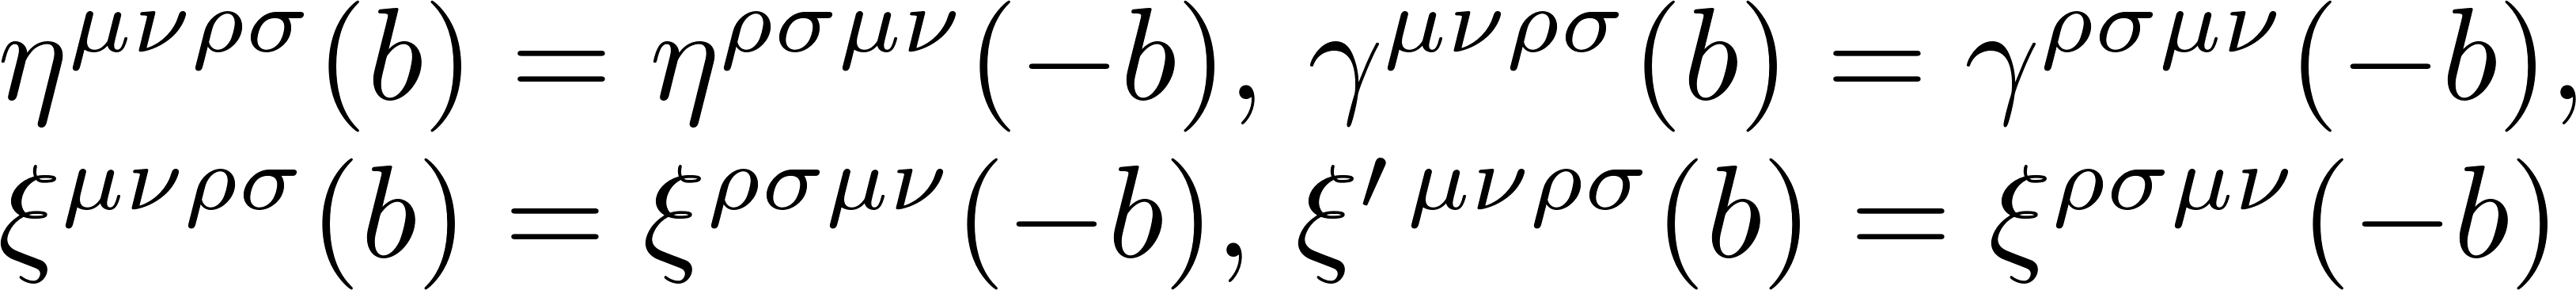 η^{μνρσ}(b) = η^{ρσμν}(−b), γ^{μνρσ}(b) = γ^{ρσμν}(−b),
ξ^{μνρσ}(b) = ξ^{ρσμν}(−b), ξ′^{μνρσ}(b) = ξ^{ρσμν}(−b)